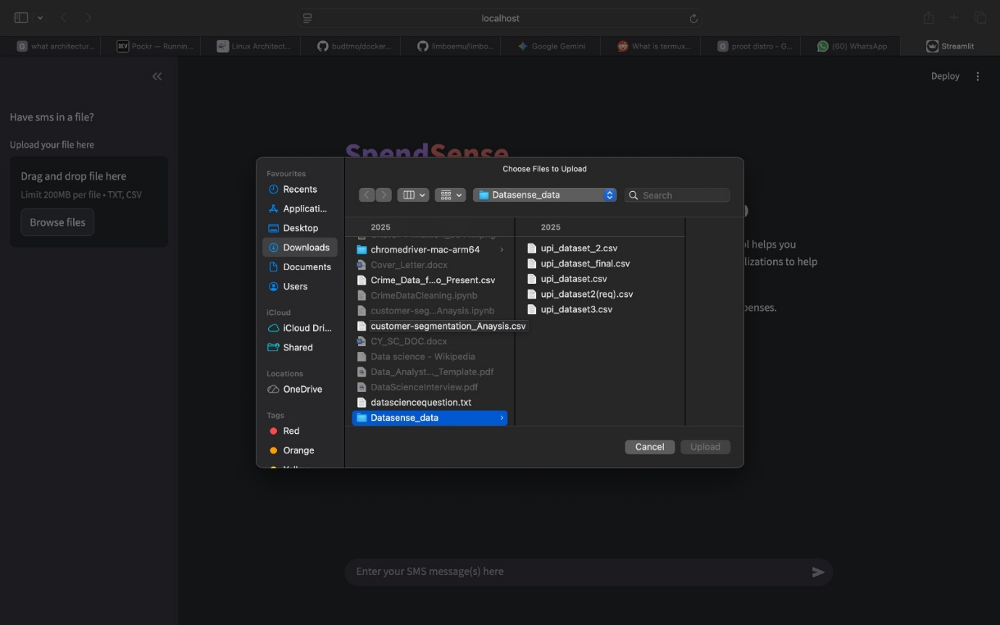 localhost
what architectur...
DEV Pockr — Runnin...
Linux Architect...
budtmo/docker...
limboemu/limbo...
Google Gemini
What is termux...
proot distro - G...
(60) WhatsApp
Streamlit
Deploy
Have sms in a file?
Upload your file here
Drag and drop file here
Limit 200MB per file • TXT, CSV
Browse files
SpendSense
l helps you
lizations to help
penses.
Choose Files to Upload
Favourites
Recents
Applicati...
Desktop
Downloads
Documents
Users
iCloud
iCloud Dri...
Shared
Locations
OneDrive
Tags
Red
Orange
Yellow
Datasense_data
Search
2025
chromedriver-mac-arm64
Cover_Letter.docx
Crime_Data_f...o_Present.csv
CrimeDataCleaning.ipynb
customer-seg...Anaysis.ipynb
customer-segmentation_Anaysis.csv
CY_SC_DOC.docx
Data science - Wikipedia
Data_Analyst..._Template.pdf
DataScienceInterview.pdf
datasciencequestion.txt
Datasense_data
2025
upi_dataset_2.csv
upi_dataset_final.csv
upi_dataset.csv
upi_dataset2(req).csv
upi_dataset3.csv
Cancel
Upload
Enter your SMS message(s) here